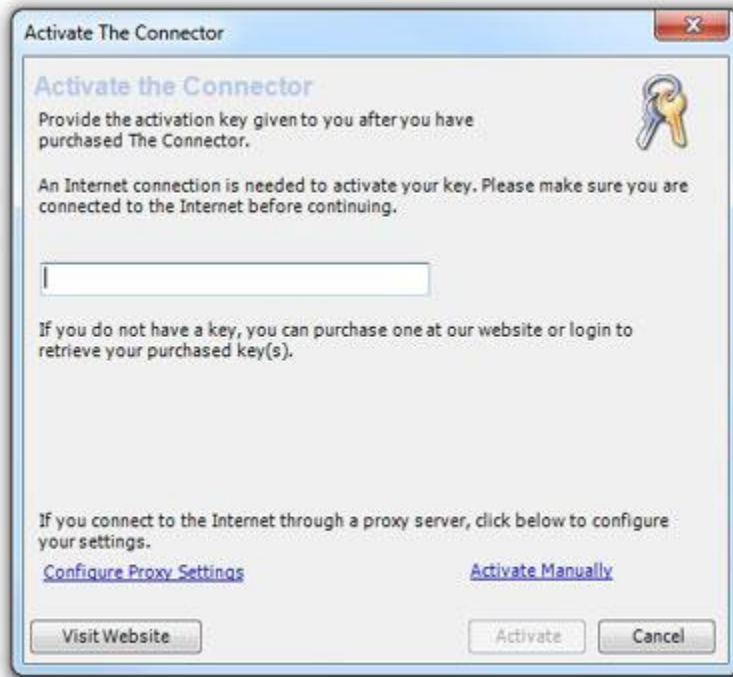 Activate The Connector
Activate the Connector
Provide the activation key given to you after you have
purchased The Connector.
An Internet connection is needed to activate your key. Please make sure you are
connected to the Internet before continuing.
If you do not have a key, you can purchase one at our website or login to
retrieve your purchased key(s).
If you connect to the Internet through a proxy server, click below to configure
your settings.
Configure Proxy Settings
Activate Manually
Visit Website
Activate
Cancel